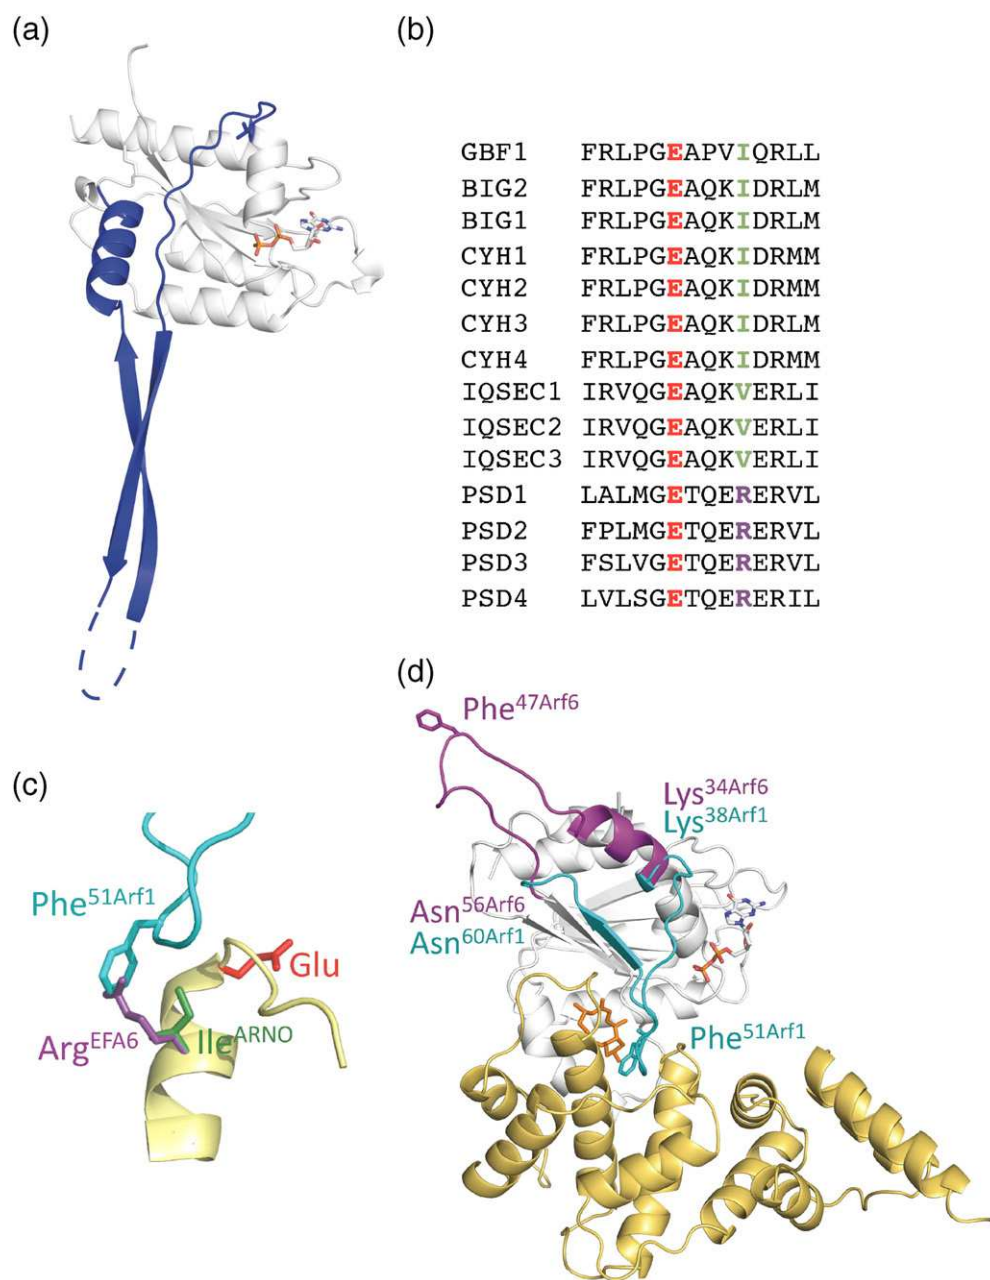 (a)
(b)
GBF1 FRLPGEAPVIQRLL
BIG2 FRLPGEAQKIDRLM
BIG1 FRLPGEAQKIDRLM
CYH1 FRLPGEAQKIDRMM
CYH2 FRLPGEAQKIDRMM
CYH3 FRLPGEAQKIDRLM
CYH4 FRLPGEAQKIDRMM
IQSEC1 IRVQGEAQKVERLI
IQSEC2 IRVQGEAQKVERLI
IQSEC3 IRVQGEAQKVERLI
PSD1 LALMGETQERERVL
PSD2 FPLMGETQERERVL
PSD3 FSLVGETQERERVL
PSD4 LVLSGETQERERIL
(c)
Phe51Arf1
Glu
ArgEFA6
IleARNO
(d)
Phe47Arf6
Lys34Arf6
Lys38Arf1
Asn56Arf6
Asn60Arf1
Phe51Arf1